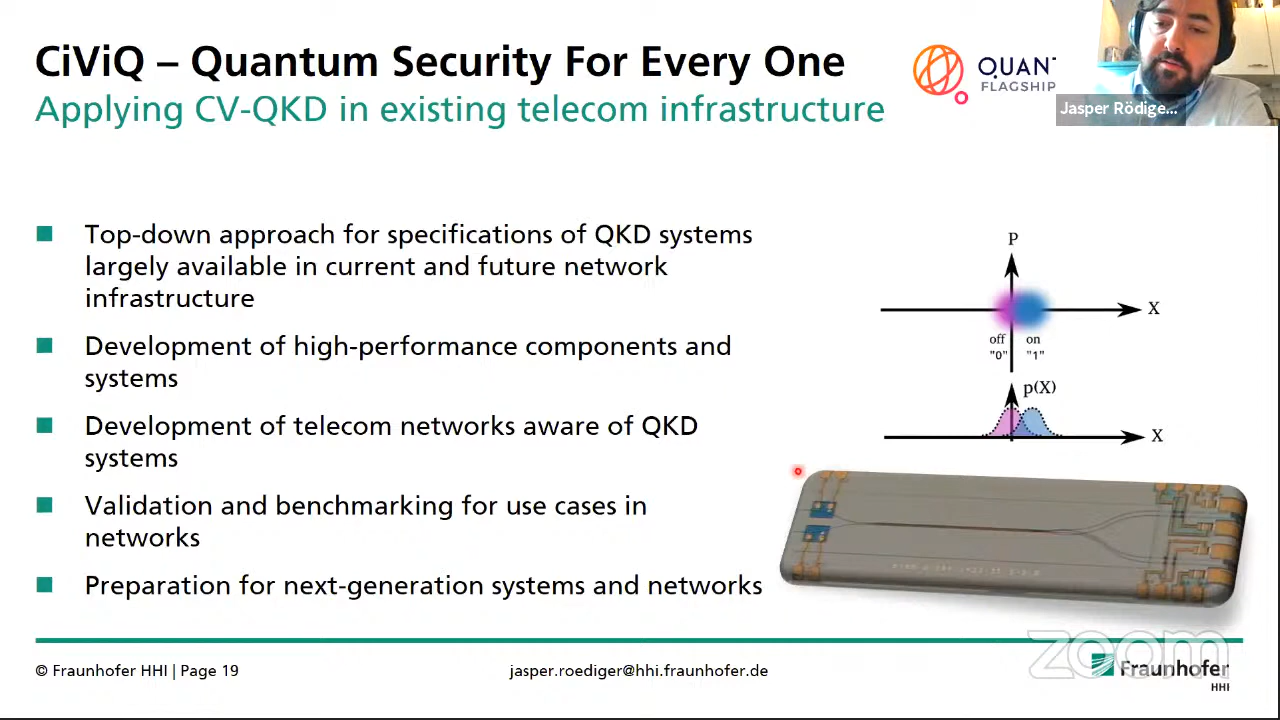 CiViQ – Quantum Security For Every One
Applying CV-QKD in existing telecom infrastructure
QUANT
FLAGSHIP
Jasper Rödige...
Top-down approach for specifications of QKD systems
largely available in current and future network
infrastructure
Development of high-performance components and
systems
Development of telecom networks aware of QKD
systems
Validation and benchmarking for use cases in
networks
Preparation for next-generation systems and networks
P
X
off on
"0" "1"
p(X)
X
© Fraunhofer HHI | Page 19
jasper.roediger@hhi.fraunhofer.de
zoom
Fraunhofer
HHI